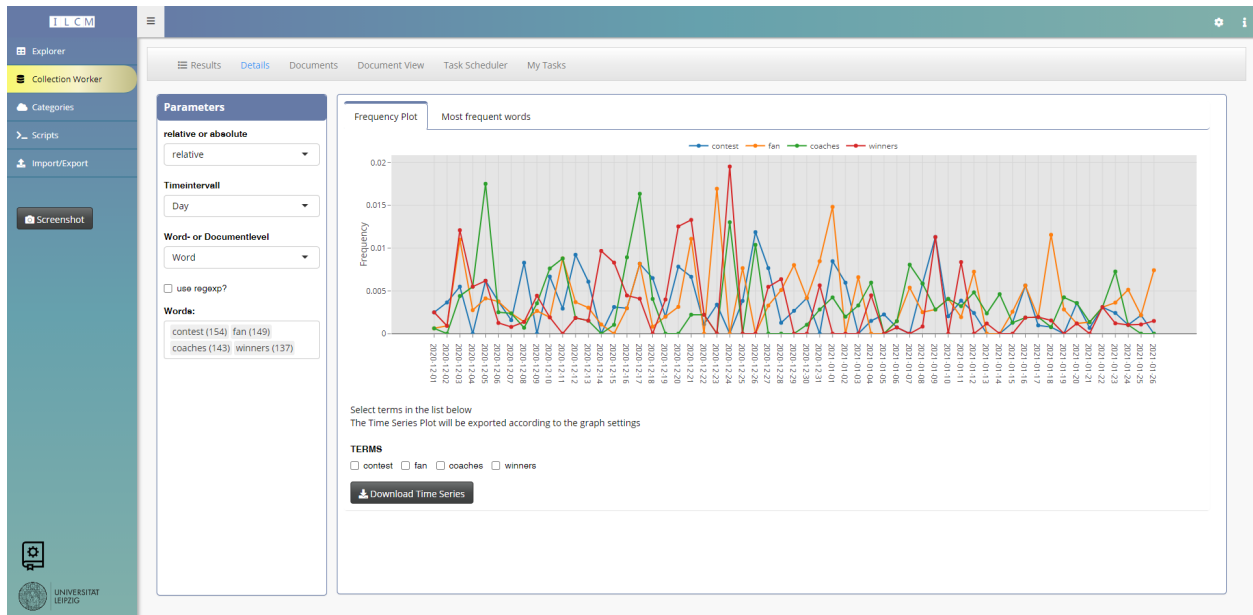 I L C M
Explorer
Collection Worker
Categories
Scripts
Import/Export
Screenshot
UNIVERSITÄT
LEIPZIG
Results Details Documents Document View Task Scheduler My Tasks
Parameters
relative or absolute
relative
Timeintervall
Day
Word- or Documentlevel
Word
use regexp?
Words:
contest (154) fan (149)
coaches (143) winners (137)
Frequency Plot Most frequent words
contest fan coaches winners
0.02
0.015
0.01
0.005
0
Frequency
2020-12-01
2020-12-02
2020-12-03
2020-12-04
2020-12-05
2020-12-06
2020-12-07
2020-12-08
2020-12-09
2020-12-10
2020-12-11
2020-12-12
2020-12-13
2020-12-14
2020-12-15
2020-12-16
2020-12-17
2020-12-18
2020-12-19
2020-12-20
2020-12-21
2020-12-22
2020-12-23
2020-12-24
2020-12-25
2020-12-26
2020-12-27
2020-12-28
2020-12-29
2020-12-30
2020-12-31
2021-01-01
2021-01-02
2021-01-03
2021-01-04
2021-01-05
2021-01-06
2021-01-07
2021-01-08
2021-01-09
2021-01-10
2021-01-11
2021-01-12
2021-01-13
2021-01-14
2021-01-15
2021-01-16
2021-01-17
2021-01-18
2021-01-19
2021-01-20
2021-01-21
2021-01-22
2021-01-23
2021-01-24
2021-01-25
2021-01-26
Select terms in the list below
The Time Series Plot will be exported according to the graph settings
TERMS
contest fan coaches winners
Download Time Series